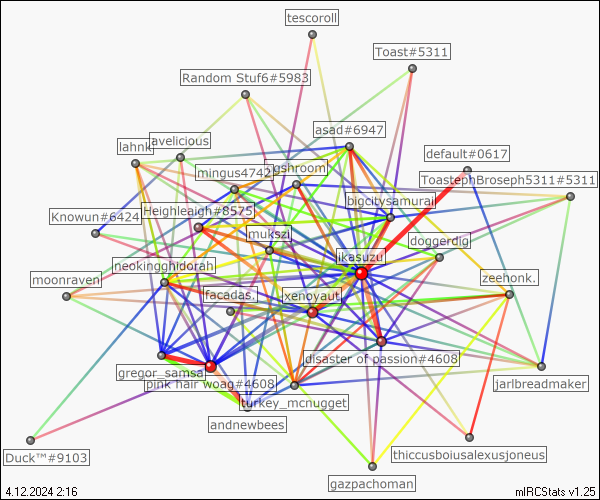 tescoroll
Toast#5311
Random Stuf6#5983
asad#6947
lahnk
avelicious
default#0617
mingus4742
gshroom
ToastephBroseph5311#5311
bigcitysamurai
Heighleaigh#8575
Knowun#6424
mukszi
doggerdig
ikasuzu
neokingghidorah
zeehonk.
moonraven
facadas.
xenoyaut
disaster of passion#4608
gregor_samsa
pink hair woag#4608
jarlbreadmaker
turkey_mcnugget
andnewbees
Duck™#9103
thiccusboiusalexusjoneus
gazpachoman
4.12.2024 2:16
mIRCStats v1.25